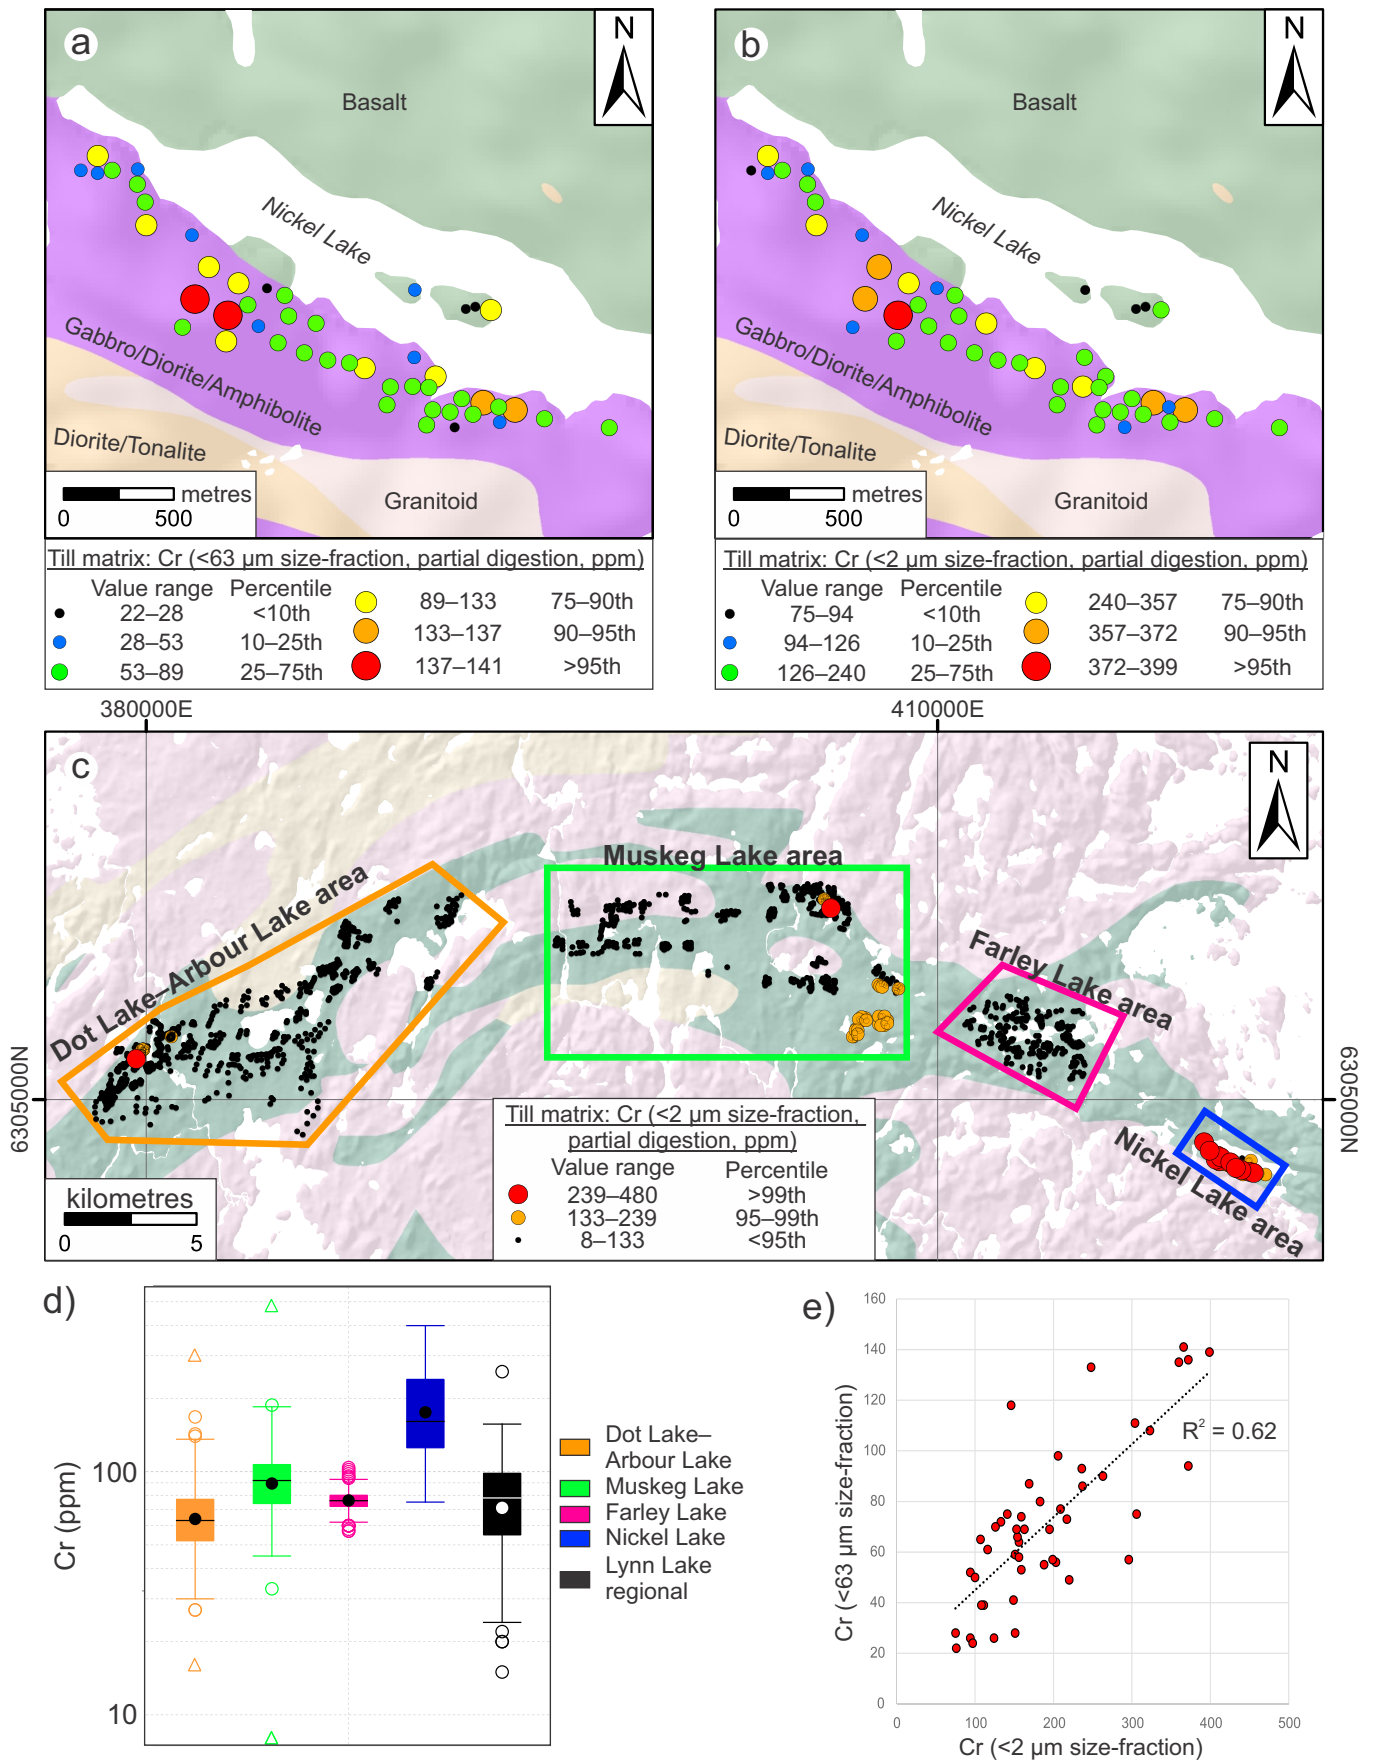 a
N
Basalt
Nickel Lake
Gabbro/Diorite/Amphibolite
Diorite/Tonalite
Granitoid
metres
0 500
Till matrix: Cr (<63 µm size-fraction, partial digestion, ppm)
Value range Percentile
22–28 <10th
28–53 10–25th
53–89 25–75th
89–133 75–90th
133–137 90–95th
137–141 >95th
b
N
Basalt
Nickel Lake
Gabbro/Diorite/Amphibolite
Diorite/Tonalite
Granitoid
metres
0 500
Till matrix: Cr (<2 µm size-fraction, partial digestion, ppm)
Value range Percentile
75–94 <10th
94–126 10–25th
126–240 25–75th
240–357 75–90th
357–372 90–95th
372–399 >95th
380000E 410000E
c
N
Muskeg Lake area
Dot Lake–Arbour Lake area
Farley Lake area
Nickel Lake area
6305000N
6305000N
kilometres
0 5
Till matrix: Cr (<2 µm size-fraction,
partial digestion, ppm)
Value range Percentile
239–480 >99th
133–239 95–99th
8–133 <95th
d)
Cr (ppm)
100
10
Dot Lake–
Arbour Lake
Muskeg Lake
Farley Lake
Nickel Lake
Lynn Lake
regional
e)
Cr (<63 µm size-fraction)
160
140
120
100
80
60
40
20
0
R² = 0.62
0 100 200 300 400 500
Cr (<2 µm size-fraction)